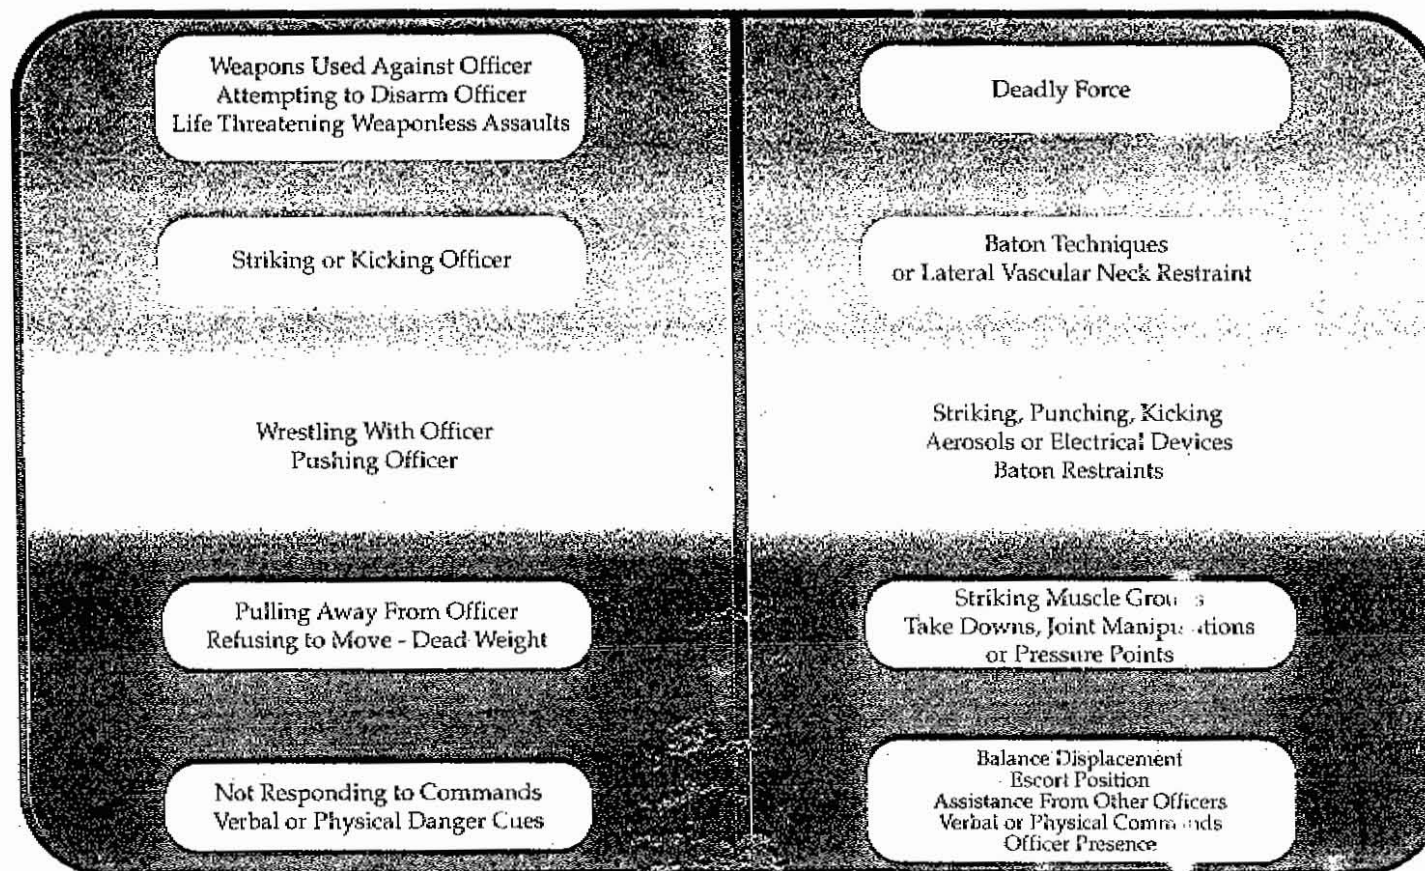 Weapons Used Against Officer
Attempting to Disarm Officer
Life Threatening Weaponless Assaults
Deadly Force
Striking or Kicking Officer
Baton Techniques
or Lateral Vascular Neck Restraint
Wrestling With Officer
Pushing Officer
Striking, Punching, Kicking
Aerosols or Electrical Devices
Baton Restraints
Pulling Away From Officer
Refusing to Move - Dead Weight
Striking Muscle Groups
Take Downs, Joint Manipulations
or Pressure Points
Not Responding to Commands
Verbal or Physical Danger Cues
Balance Displacement
Escort Position
Assistance From Other Officers
Verbal or Physical Commands
Officer Presence